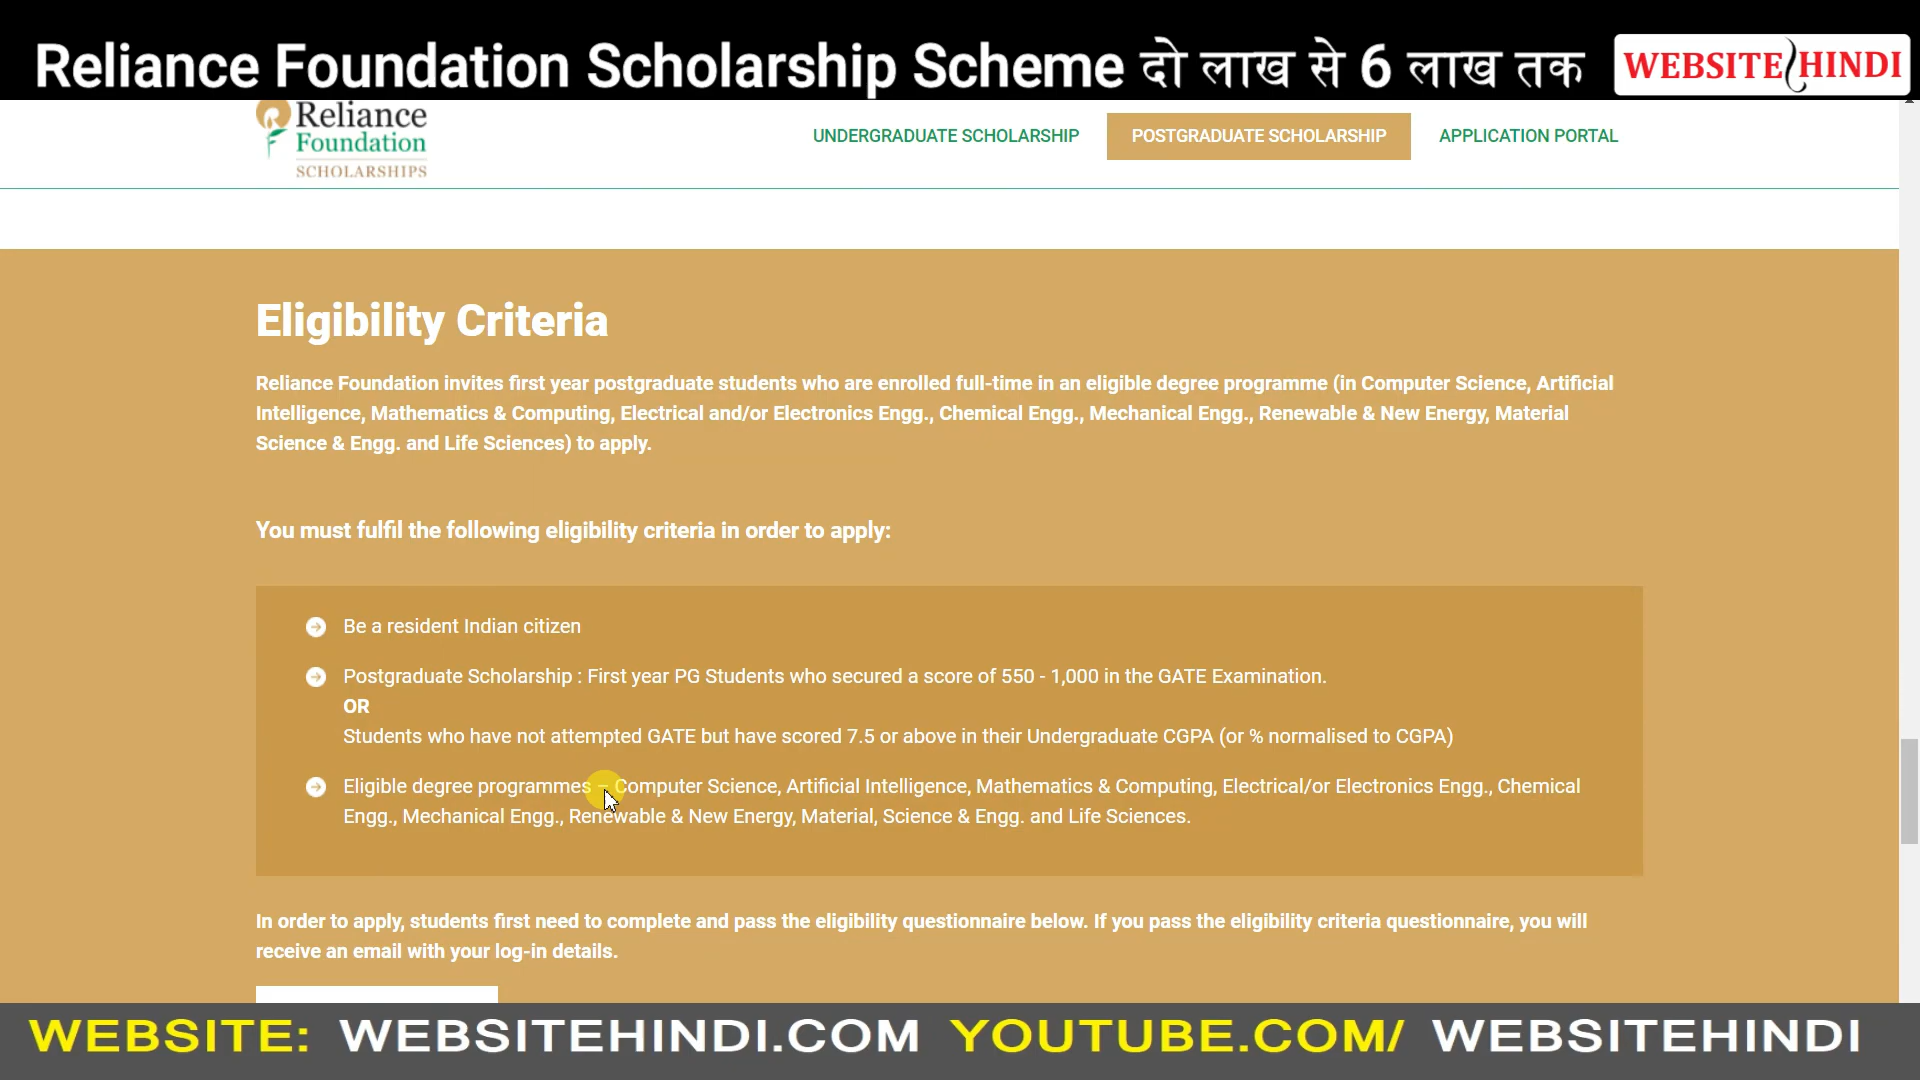 Reliance Foundation Scholarship Scheme दो लाख से 6 लाख तक
WEBSITE HINDI
Reliance
Foundation
SCHOLARSHIPS
UNDERGRADUATE SCHOLARSHIP
POSTGRADUATE SCHOLARSHIP
APPLICATION PORTAL
Eligibility Criteria
Reliance Foundation invites first year postgraduate students who are enrolled full-time in an eligible degree programme (in Computer Science, Artificial
Intelligence, Mathematics & Computing, Electrical and/or Electronics Engg., Chemical Engg., Mechanical Engg., Renewable & New Energy, Material
Science & Engg. and Life Sciences) to apply.
You must fulfil the following eligibility criteria in order to apply:
Be a resident Indian citizen
Postgraduate Scholarship : First year PG Students who secured a score of 550 - 1,000 in the GATE Examination.
OR
Students who have not attempted GATE but have scored 7.5 or above in their Undergraduate CGPA (or % normalised to CGPA)
Eligible degree programmes – Computer Science, Artificial Intelligence, Mathematics & Computing, Electrical/or Electronics Engg., Chemical
Engg., Mechanical Engg., Renewable & New Energy, Material, Science & Engg. and Life Sciences.
In order to apply, students first need to complete and pass the eligibility questionnaire below. If you pass the eligibility criteria questionnaire, you will
receive an email with your log-in details.
WEBSITE: WEBSITEHINDI.COM YOUTUBE.COM/ WEBSITEHINDI